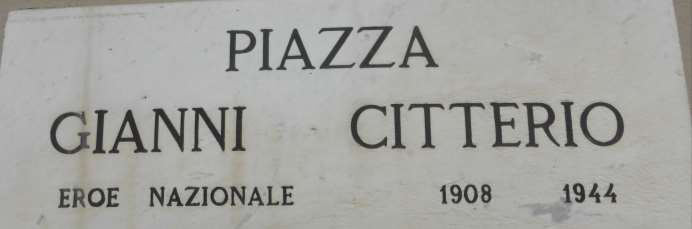 PIAZZA
GIANNI CITTERIO
EROE NAZIONALE 1908 1944